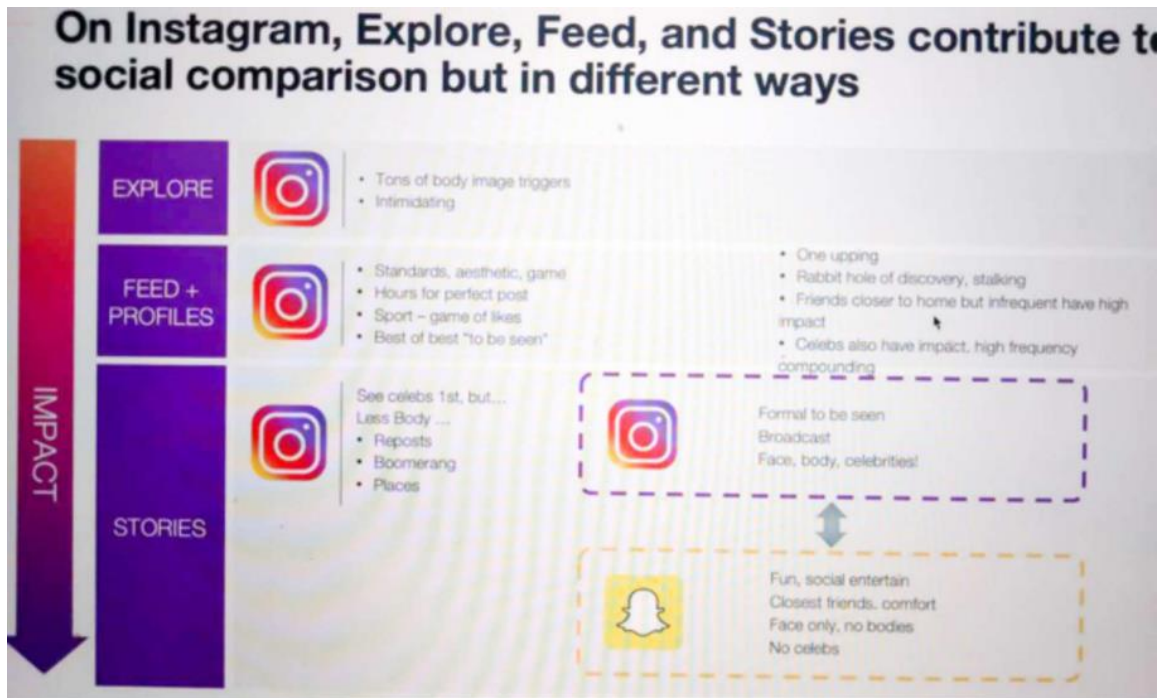 On Instagram, Explore, Feed, and Stories contribute to
social comparison but in different ways
IMPACT
EXPLORE
• Tons of body image triggers
• Intimidating
FEED +
PROFILES
• Standards, aesthetic, game
• Hours for perfect post
• Sport – game of likes
• Best of best "to be seen"
• One upping
• Rabbit hole of discovery, stalking
• Friends closer to home but infrequent have high
impact
• Celebs also have impact, high frequency
compounding
STORIES
See celebs 1st, but…
Less Body …
• Reposts
• Boomerang
• Places
Formal to be seen
Broadcast
Face, body, celebrities!
Fun, social entertain
Closest friends, comfort
Face only, no bodies
No celebs